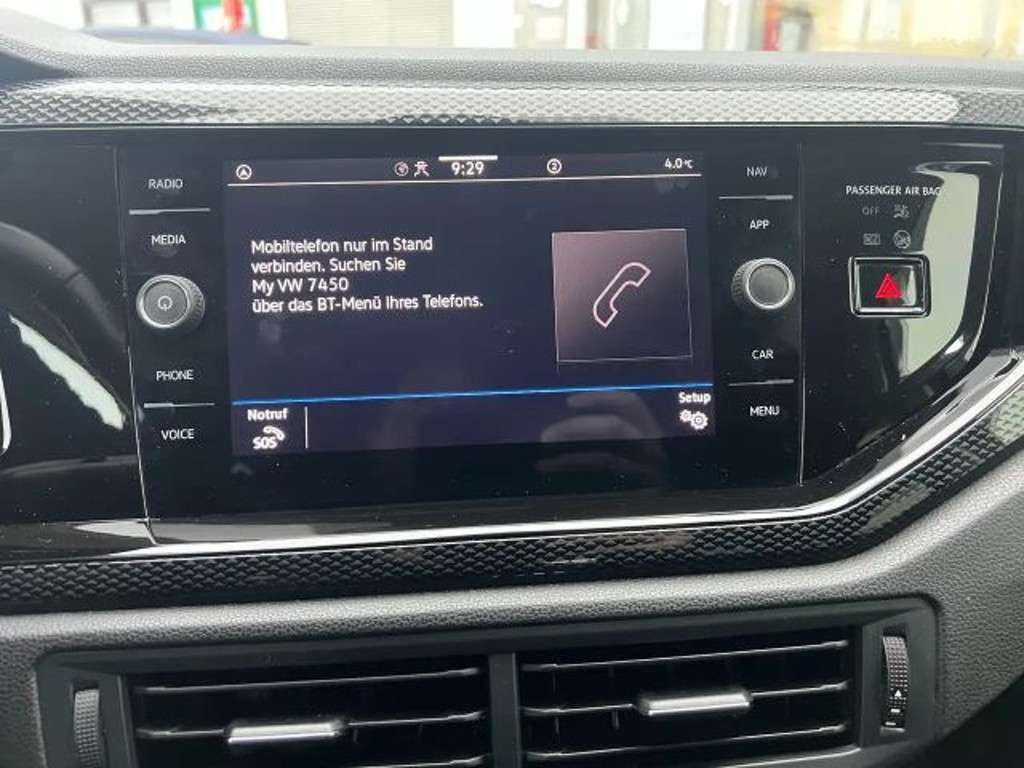 RADIO
MEDIA
PHONE
VOICE
9:29
2
4.0°C
Mobiltelefon nur im Stand
verbinden. Suchen Sie
My VW 7450
über das BT-Menü Ihres Telefons.
Notruf
SOS
Setup
NAV
APP
CAR
MENU
PASSENGER AIR BAG
OFF